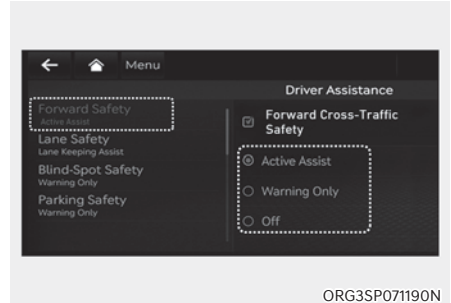 Menu
Driver Assistance
Forward Safety
Active Assist
Lane Safety
Lane Keeping Assist
Blind-Spot Safety
Warning Only
Parking Safety
Warning Only
Forward Cross-Traffic
Safety
Active Assist
Warning Only
Off
ORG3SP071190N